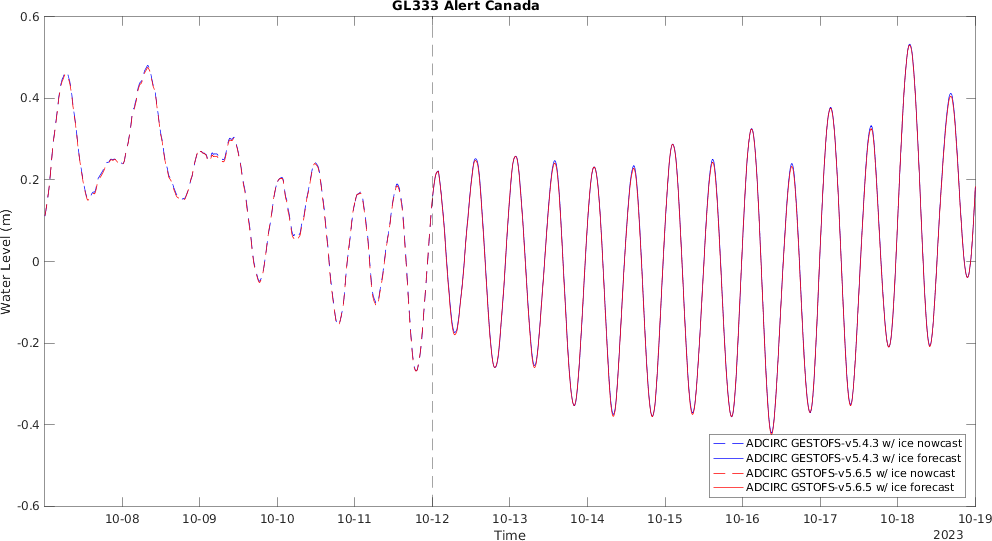 GL333 Alert Canada
0.6
0.4
0.2
0
-0.2
-0.4
-0.6
Water Level (m)
ADCIRC GESTOFS-v5.4.3 w/ ice nowcast
ADCIRC GESTOFS-v5.4.3 w/ ice forecast
ADCIRC GSTOFS-v5.6.5 w/ ice nowcast
ADCIRC GSTOFS-v5.6.5 w/ ice forecast
10-08 10-09 10-10 10-11 10-12 10-13 10-14 10-15 10-16 10-17 10-18 10-19
Time
2023